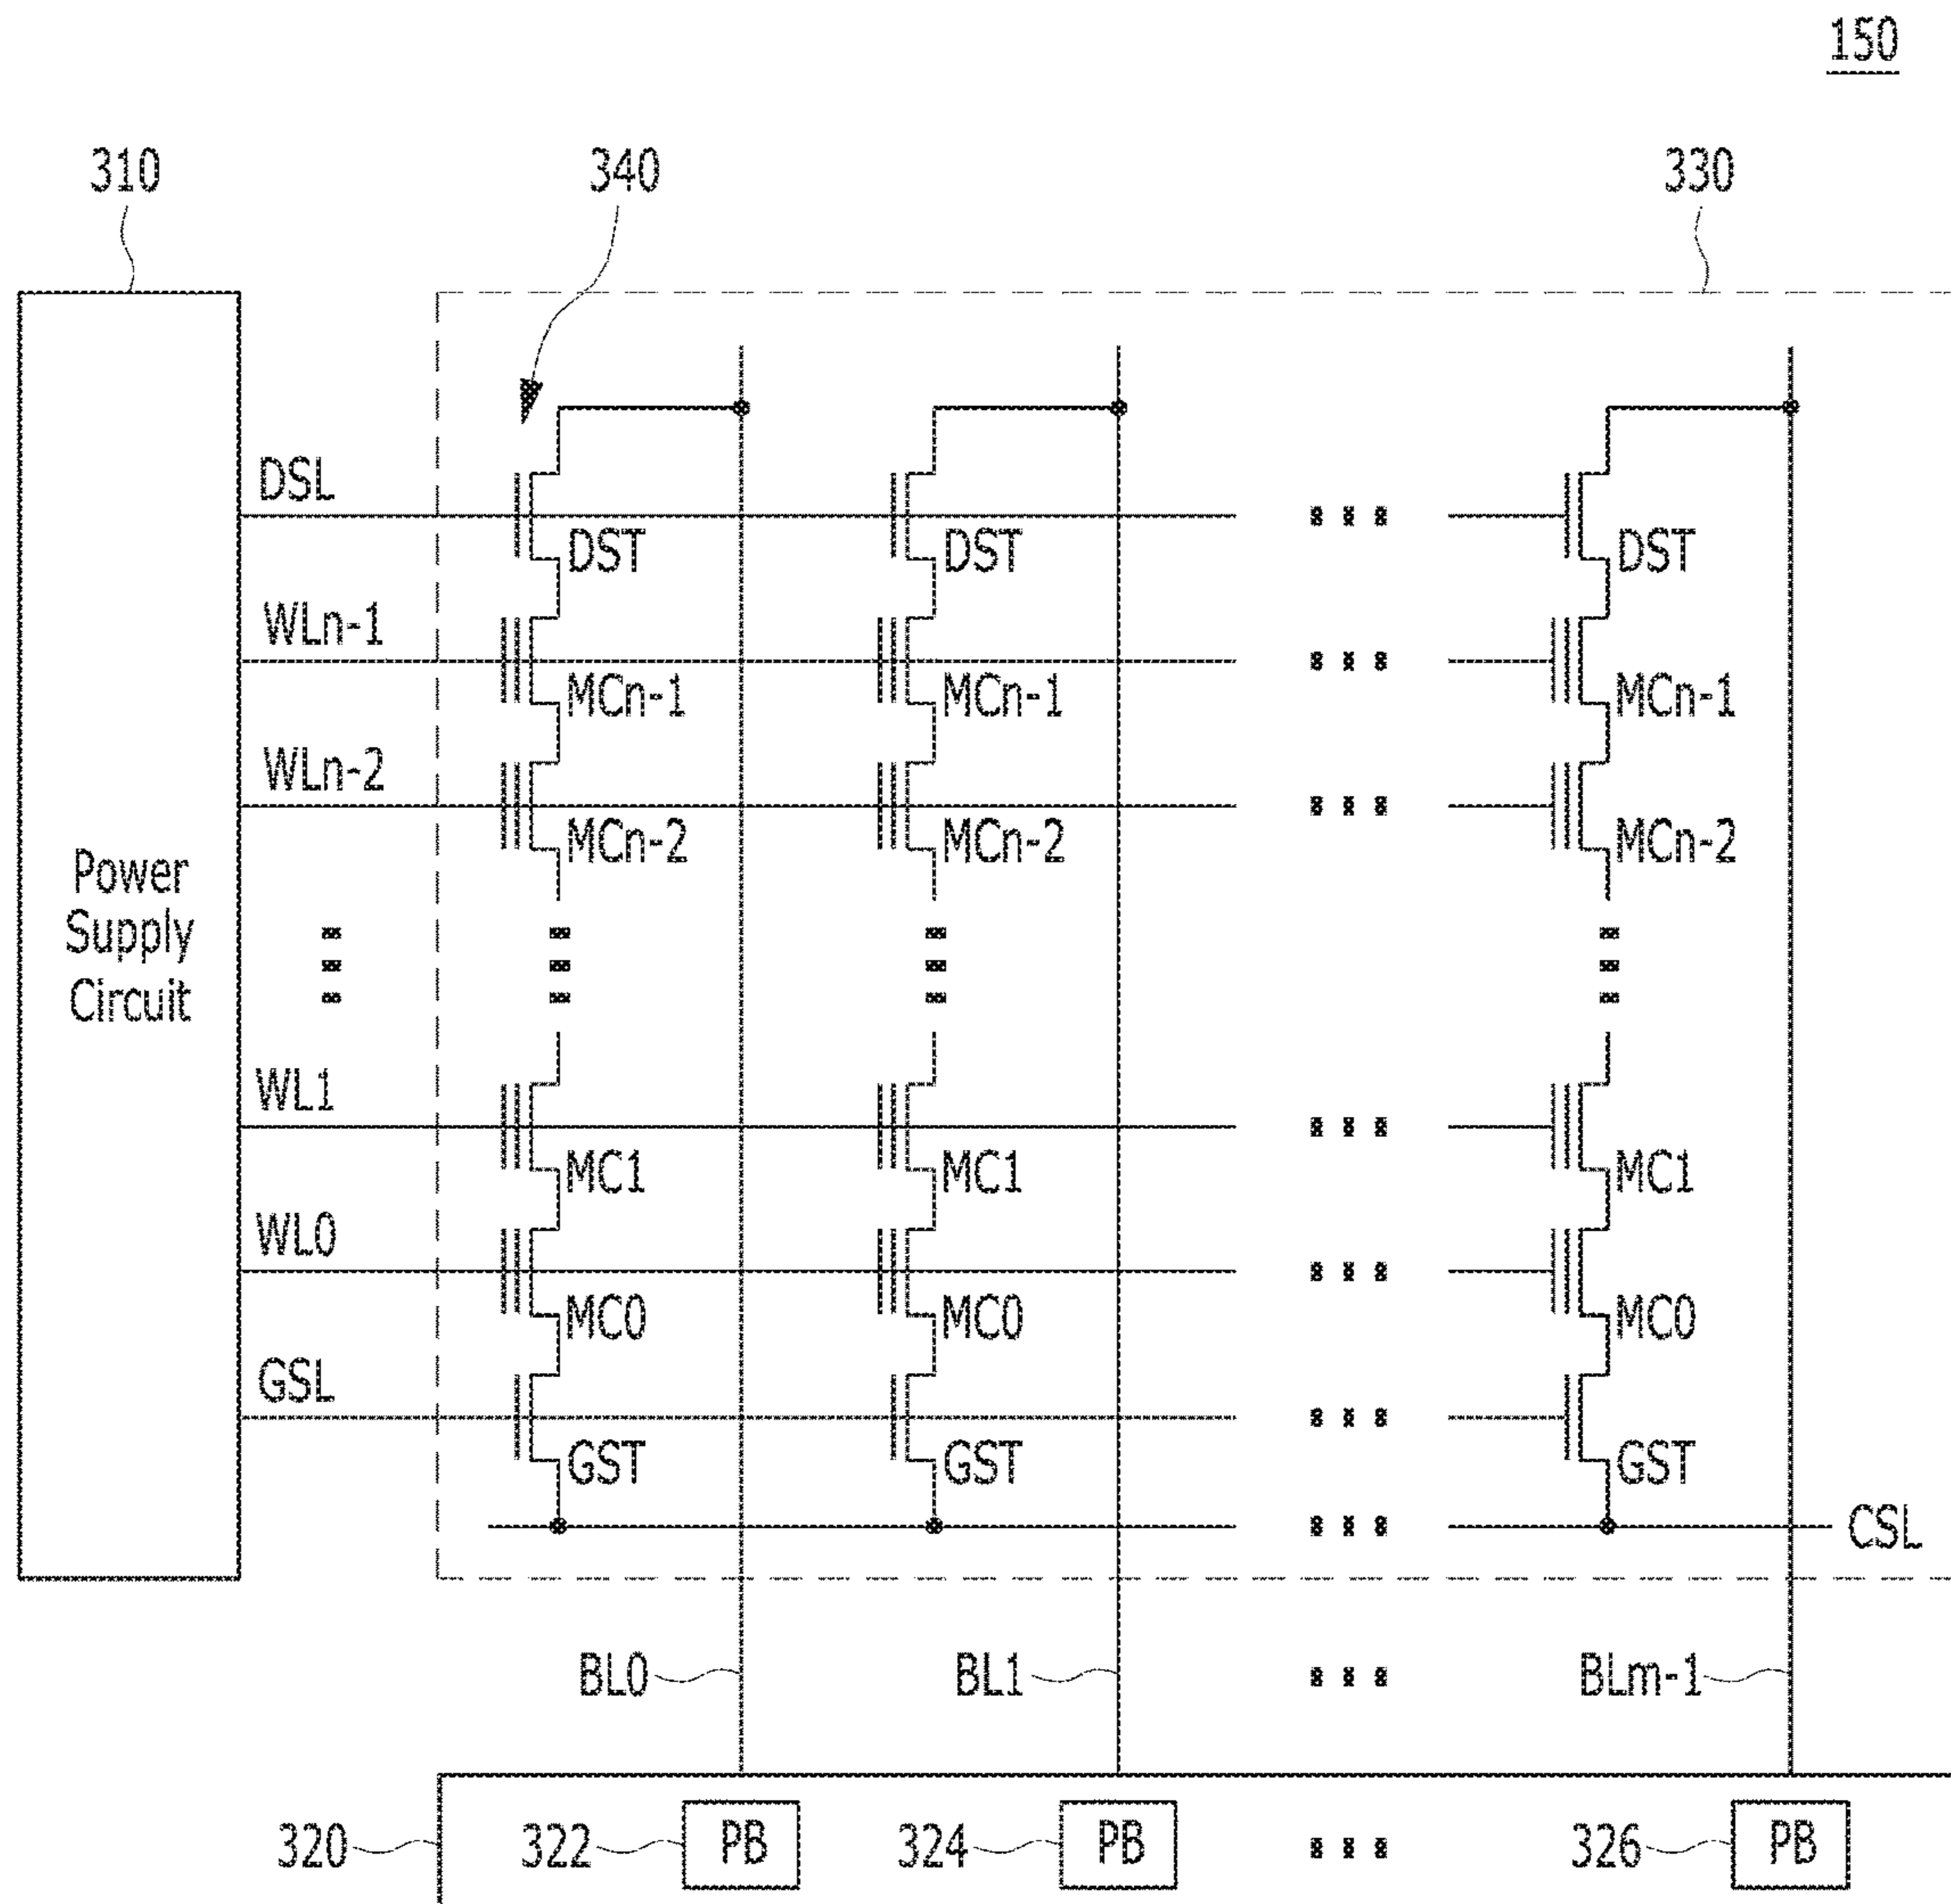 150
310
340
330
DSL
DST DST DST
WLn-1
MCn-1 MCn-1 MCn-1
WLn-2
MCn-2 MCn-2 MCn-2
Power
Supply
Circuit
WL1
MC1 MC1 MC1
WL0
MC0 MC0 MC0
GSL
GST GST GST
CSL
BL0 BL1 BLm-1
320 322 PB 324 PB 326 PB